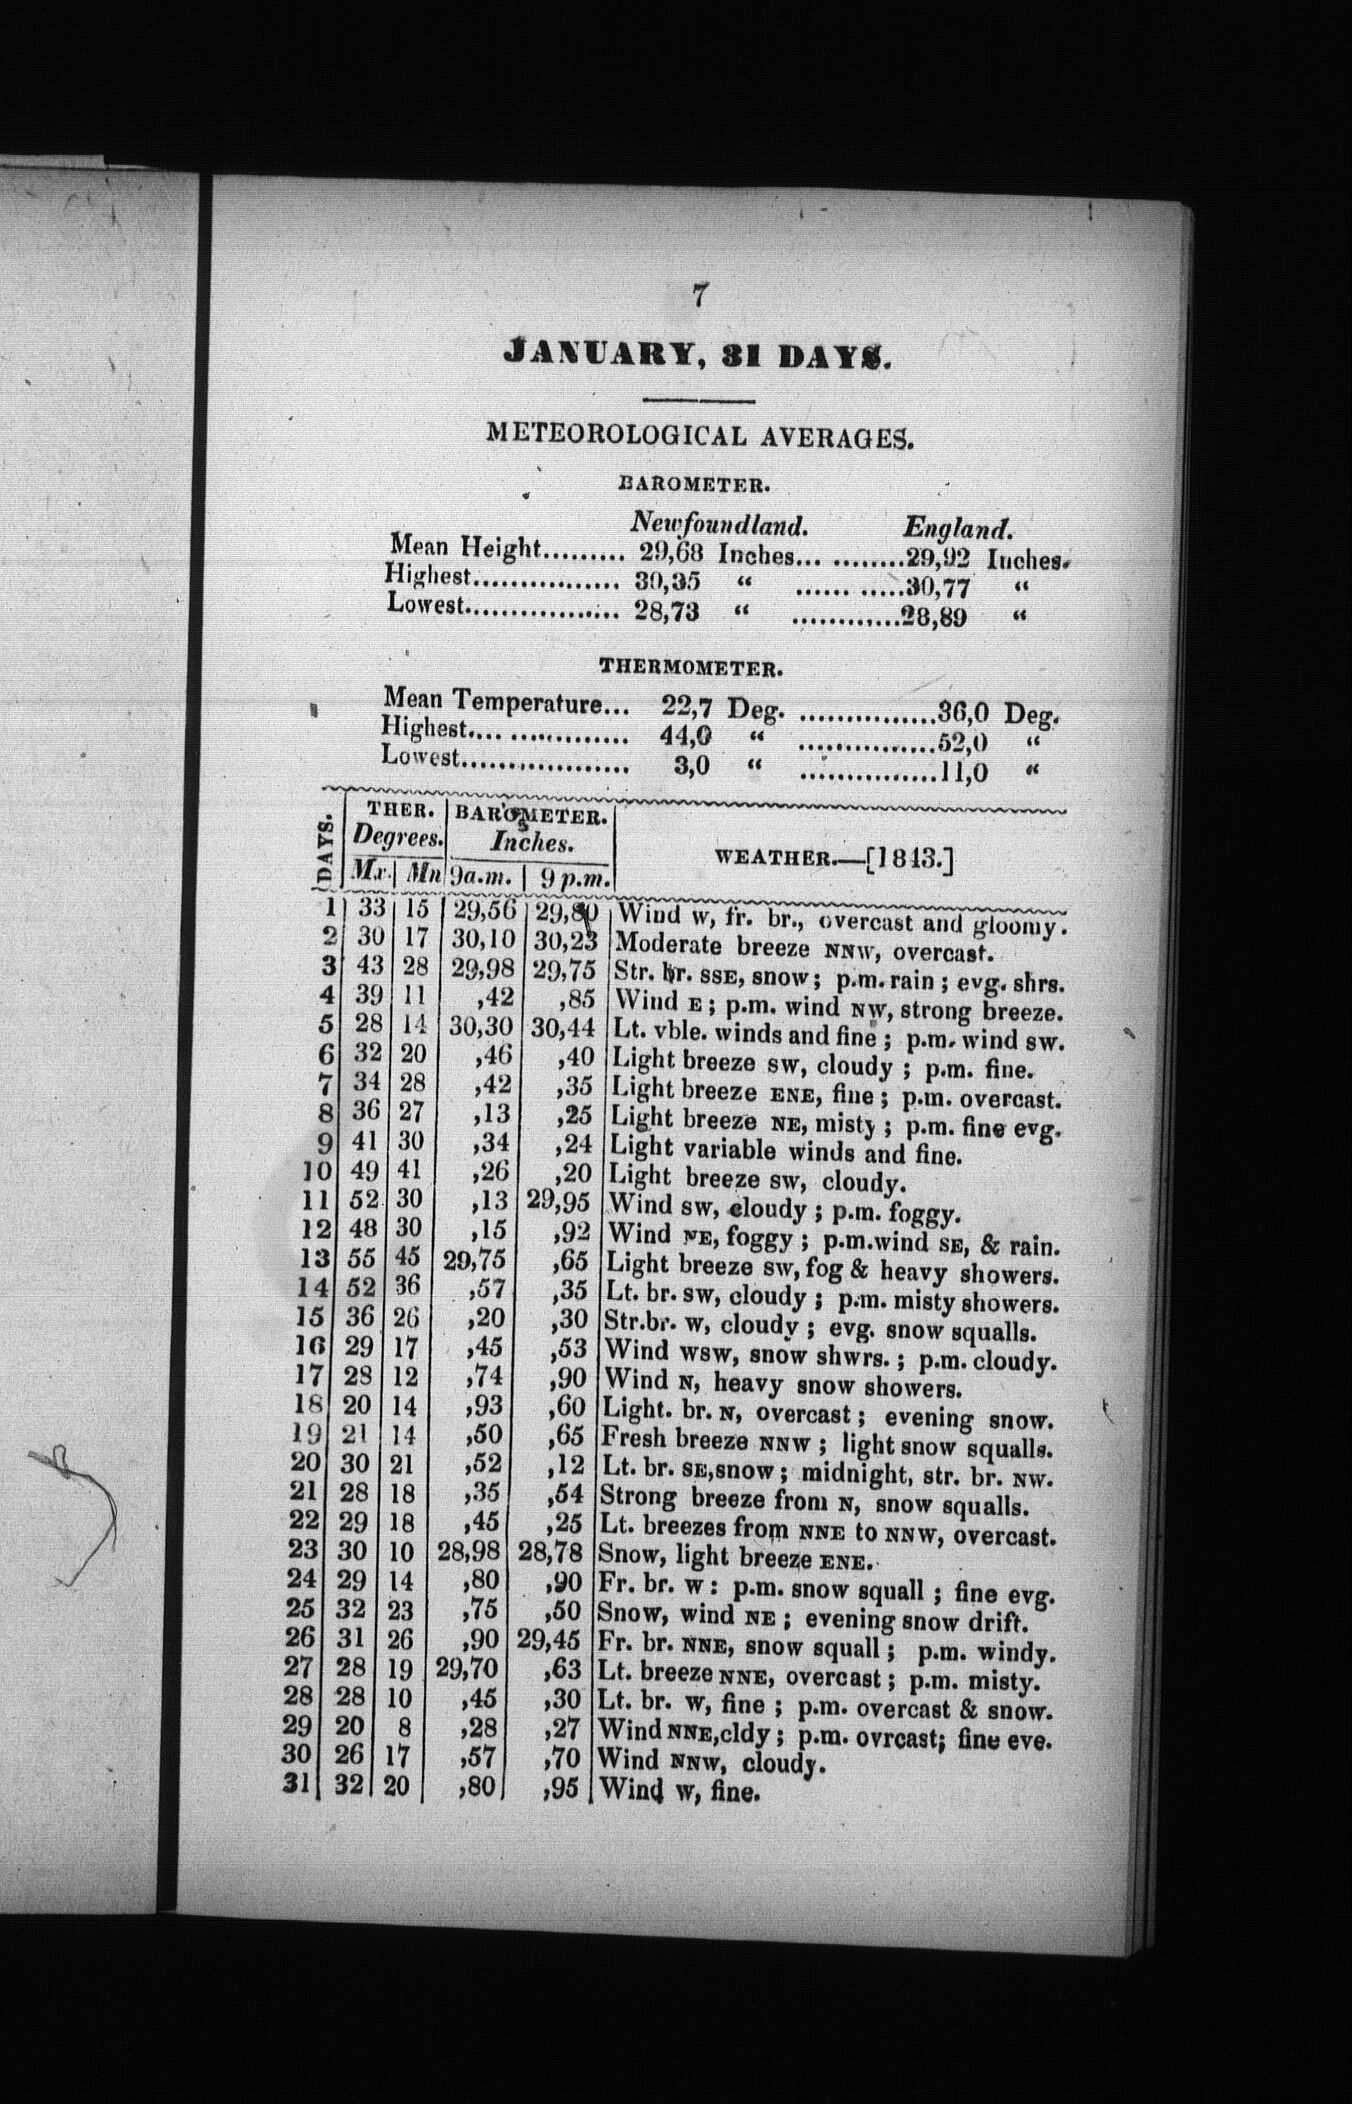 7
JANUARY, 31 DAYS.
METEOROLOGICAL AVERAGES.
BAROMETER.
Newfoundland. England.
Mean Height......... 29,68 Inches... .........29,92 Inches.
Highest................ 30,35 “ ...... .....30,77 “
Lowest................. 28,73 “ ............28,89 “
THERMOMETER.
Mean Temperature... 22,7 Deg. ...............36,0 Deg.
Highest.... ............. 44,0 “ ...............52,0 “
Lowest.................. 3,0 “ ...............11,0 “
DAYS. THER. Degrees. BAROMETER. Inches. WEATHER.—[1843.]
Mx. Mn 9a.m. 9 p.m.
1 33 15 29,56 29,80 Wind W, fr. br., overcast and gloomy.
2 30 17 30,10 30,23 Moderate breeze NNW, overcast.
3 43 28 29,98 29,75 Str. br. SSE, snow; p.m. rain; evg. shrs.
4 39 11 ,42 ,85 Wind E; p.m. wind NW, strong breeze.
5 28 14 30,30 30,44 Lt. vble. winds and fine; p.m. wind sw.
6 32 20 ,46 ,40 Light breeze sw, cloudy; p.m. fine.
7 34 28 ,42 ,35 Light breeze ENE, fine; p.m. overcast.
8 36 27 ,13 ,25 Light breeze NE, misty; p.m. fine evg.
9 41 30 ,34 ,24 Light variable winds and fine.
10 49 41 ,26 ,20 Light breeze sw, cloudy.
11 52 30 ,13 29,95 Wind sw, cloudy; p.m. foggy.
12 48 30 ,15 ,92 Wind NE, foggy; p.m. wind SE, & rain.
13 55 45 29,75 ,65 Light breeze sw, fog & heavy showers.
14 52 36 ,57 ,35 Lt. br. sw, cloudy; p.m. misty showers.
15 36 26 ,20 ,30 Str.br. w, cloudy; evg. snow squalls.
16 29 17 ,45 ,53 Wind wsw, snow shwrs.; p.m. cloudy.
17 28 12 ,74 ,90 Wind N, heavy snow showers.
18 20 14 ,93 ,60 Light. br. N, overcast; evening snow.
19 21 14 ,50 ,65 Fresh breeze NNW; light snow squalls.
20 30 21 ,52 ,12 Lt. br. SE, snow; midnight, str. br. NW.
21 28 18 ,35 ,54 Strong breeze from N, snow squalls.
22 29 18 ,45 ,25 Lt. breezes from NNE to NNW, overcast.
23 30 10 28,98 28,78 Snow, light breeze ENE.
24 29 14 ,80 ,90 Fr. br. w: p.m. snow squall; fine evg.
25 32 23 ,75 ,50 Snow, wind NE; evening snow drift.
26 31 26 ,90 29,45 Fr. br. NNE, snow squall; p.m. windy.
27 28 19 29,70 ,63 Lt. breeze NNE, overcast; p.m. misty.
28 28 10 ,45 ,30 Lt. br. w, fine; p.m. overcast & snow.
29 20 8 ,28 ,27 Wind NNE, cldy; p.m. ovrcast; fine eve.
30 26 17 ,57 ,70 Wind NNW, cloudy.
31 32 20 ,80 ,95 Wind w, fine.